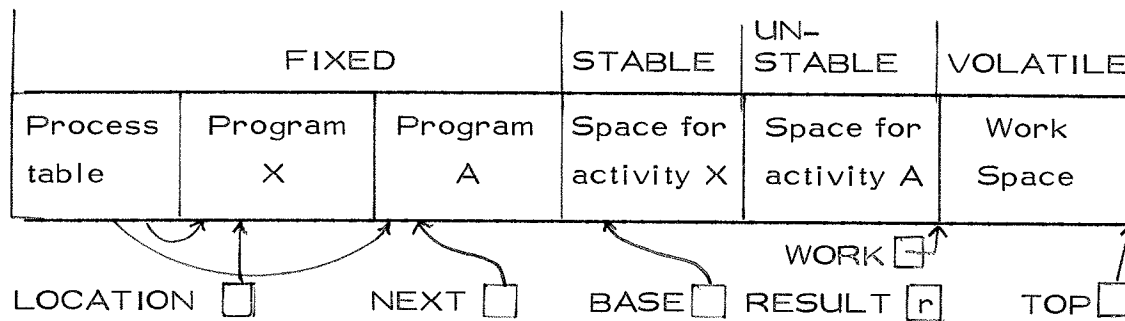 UN-
FIXED STABLE STABLE VOLATILE
Process Program Program Space for Space for Work
table X A activity X activity A Space
WORK
LOCATION NEXT BASE RESULT r TOP